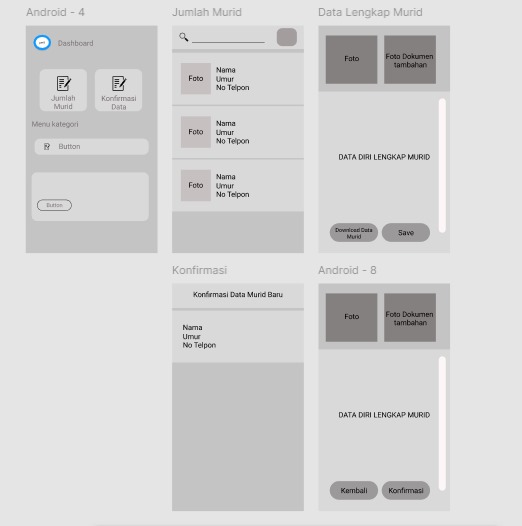 Android - 4
Dashboard
Jumlah
Murid
Konfirmasi
Data
Menu kategori
Button
Button
Jumlah Murid
Foto
Nama
Umur
No Telpon
Foto
Nama
Umur
No Telpon
Foto
Nama
Umur
No Telpon
Data Lengkap Murid
Foto
Foto Dokumen
tambahan
DATA DIRI LENGKAP MURID
Download Data
Murid
Save
Konfirmasi
Konfirmasi Data Murid Baru
Nama
Umur
No Telpon
Android - 8
Foto
Foto Dokumen
tambahan
DATA DIRI LENGKAP MURID
Kembali
Konfirmasi